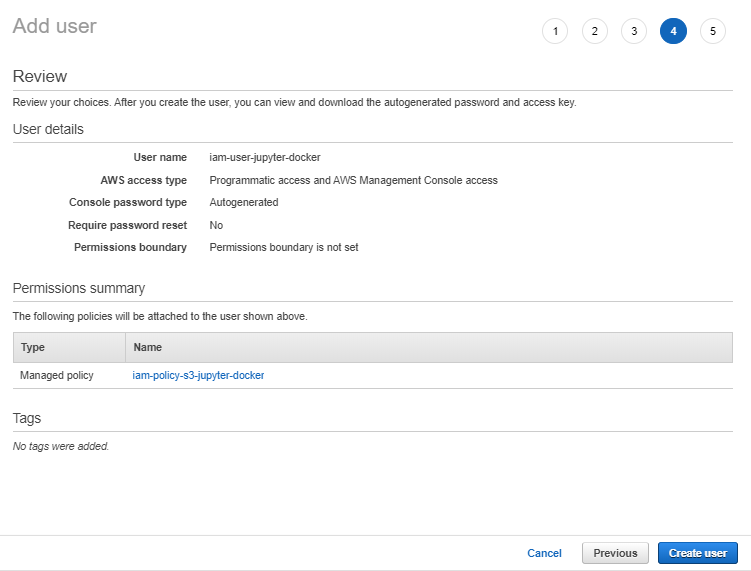 Add user
1 2 3 4 5
Review
Review your choices. After you create the user, you can view and download the autogenerated password and access key.
User details
User name iam-user-jupyter-docker
AWS access type Programmatic access and AWS Management Console access
Console password type Autogenerated
Require password reset No
Permissions boundary Permissions boundary is not set
Permissions summary
The following policies will be attached to the user shown above.
Type Name
Managed policy iam-policy-s3-jupyter-docker
Tags
No tags were added.
Cancel Previous Create user